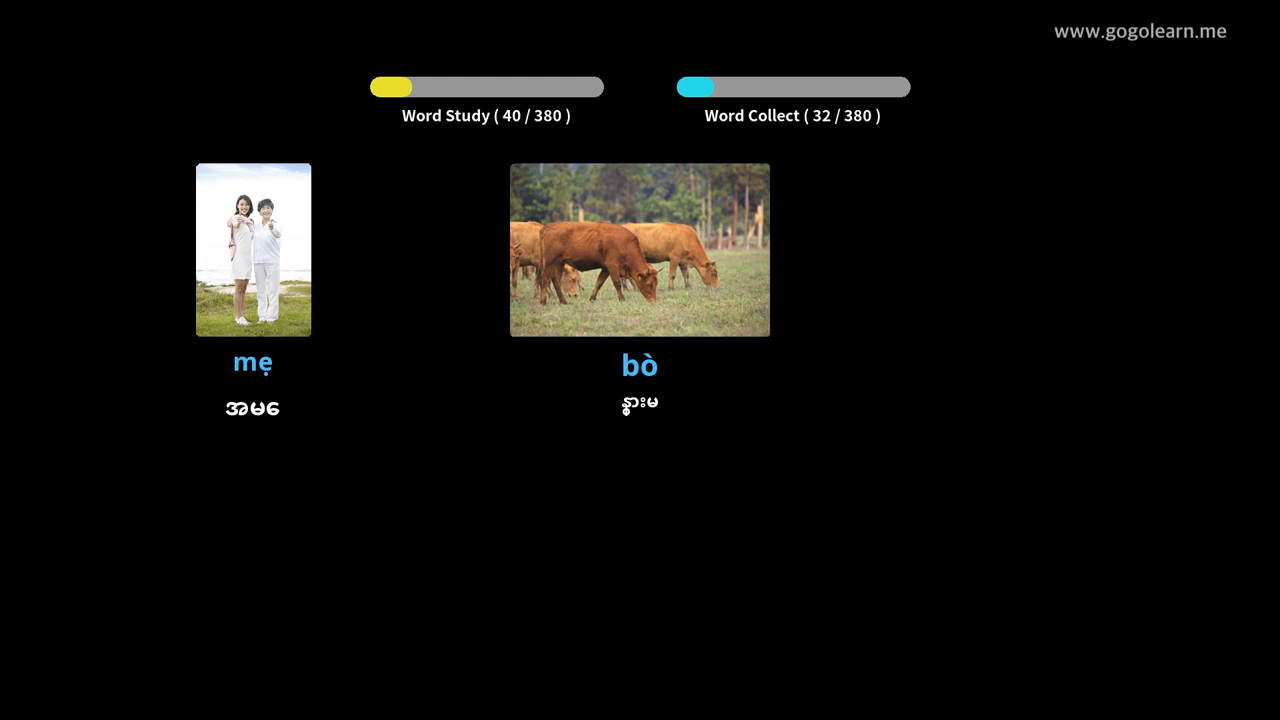 www.gogolearn.me
Word Study ( 40 / 380 )
Word Collect ( 32 / 380 )
mẹ
အမေ
bò
နွားမ